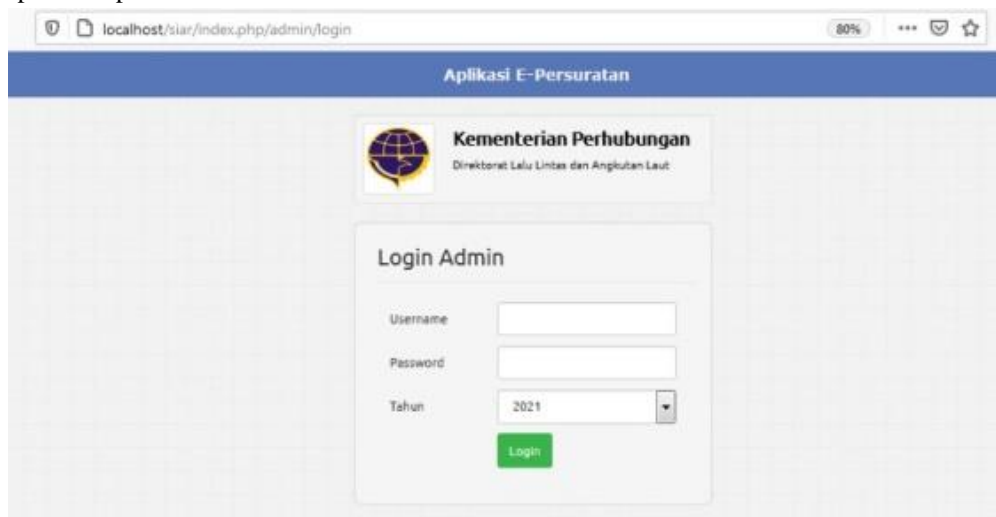 localhost/siar/index.php/admin/login 80%
Aplikasi E-Persuratan
Kementerian Perhubungan
Direktorat Lalu Lintas dan Angkutan Laut
Login Admin
Username
Password
Tahun 2021
Login